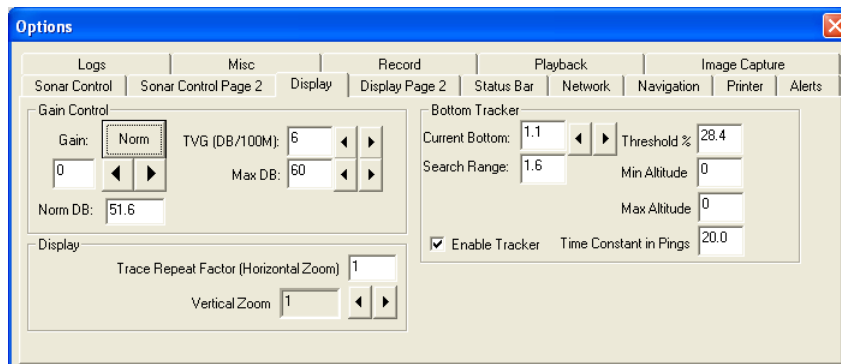 Options
Logs Misc Record Playback Image Capture
Sonar Control Sonar Control Page 2 Display Display Page 2 Status Bar Network Navigation Printer Alerts
Gain Control
Gain: Norm TVG (DB/100M): 6
0 Max DB: 60
Norm DB: 51.6
Display
Trace Repeat Factor (Horizontal Zoom) 1
Vertical Zoom 1
Bottom Tracker
Current Bottom: 1.1 Threshold % 28.4
Search Range: 1.6 Min Altitude 0
Max Altitude 0
Enable Tracker Time Constant in Pings 20.0